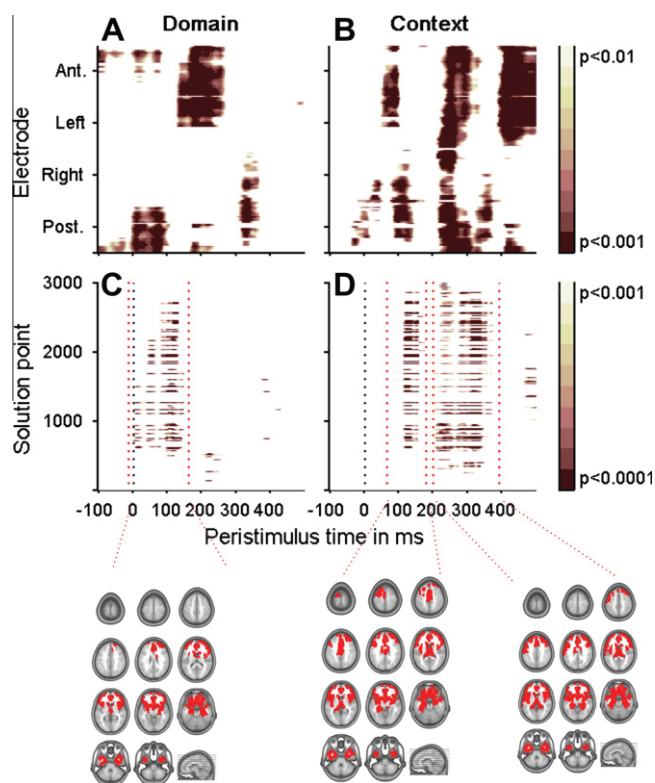 A Domain
B Context
p<0.01
Ant.
Left
Right
Post.
Electrode
p<0.001
C
D
3000
2000
1000
0
Solution point
p<0.001
p<0.0001
-100 0 100 200 300 400 -100 0 100 200 300 400
Peristimulus time in ms